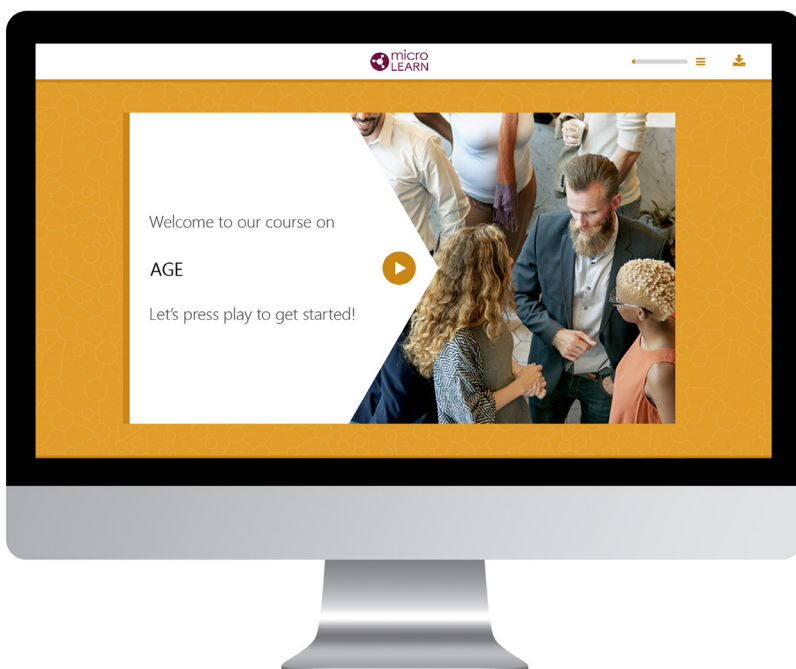 micro
LEARN
Welcome to our course on
AGE
Let's press play to get started!